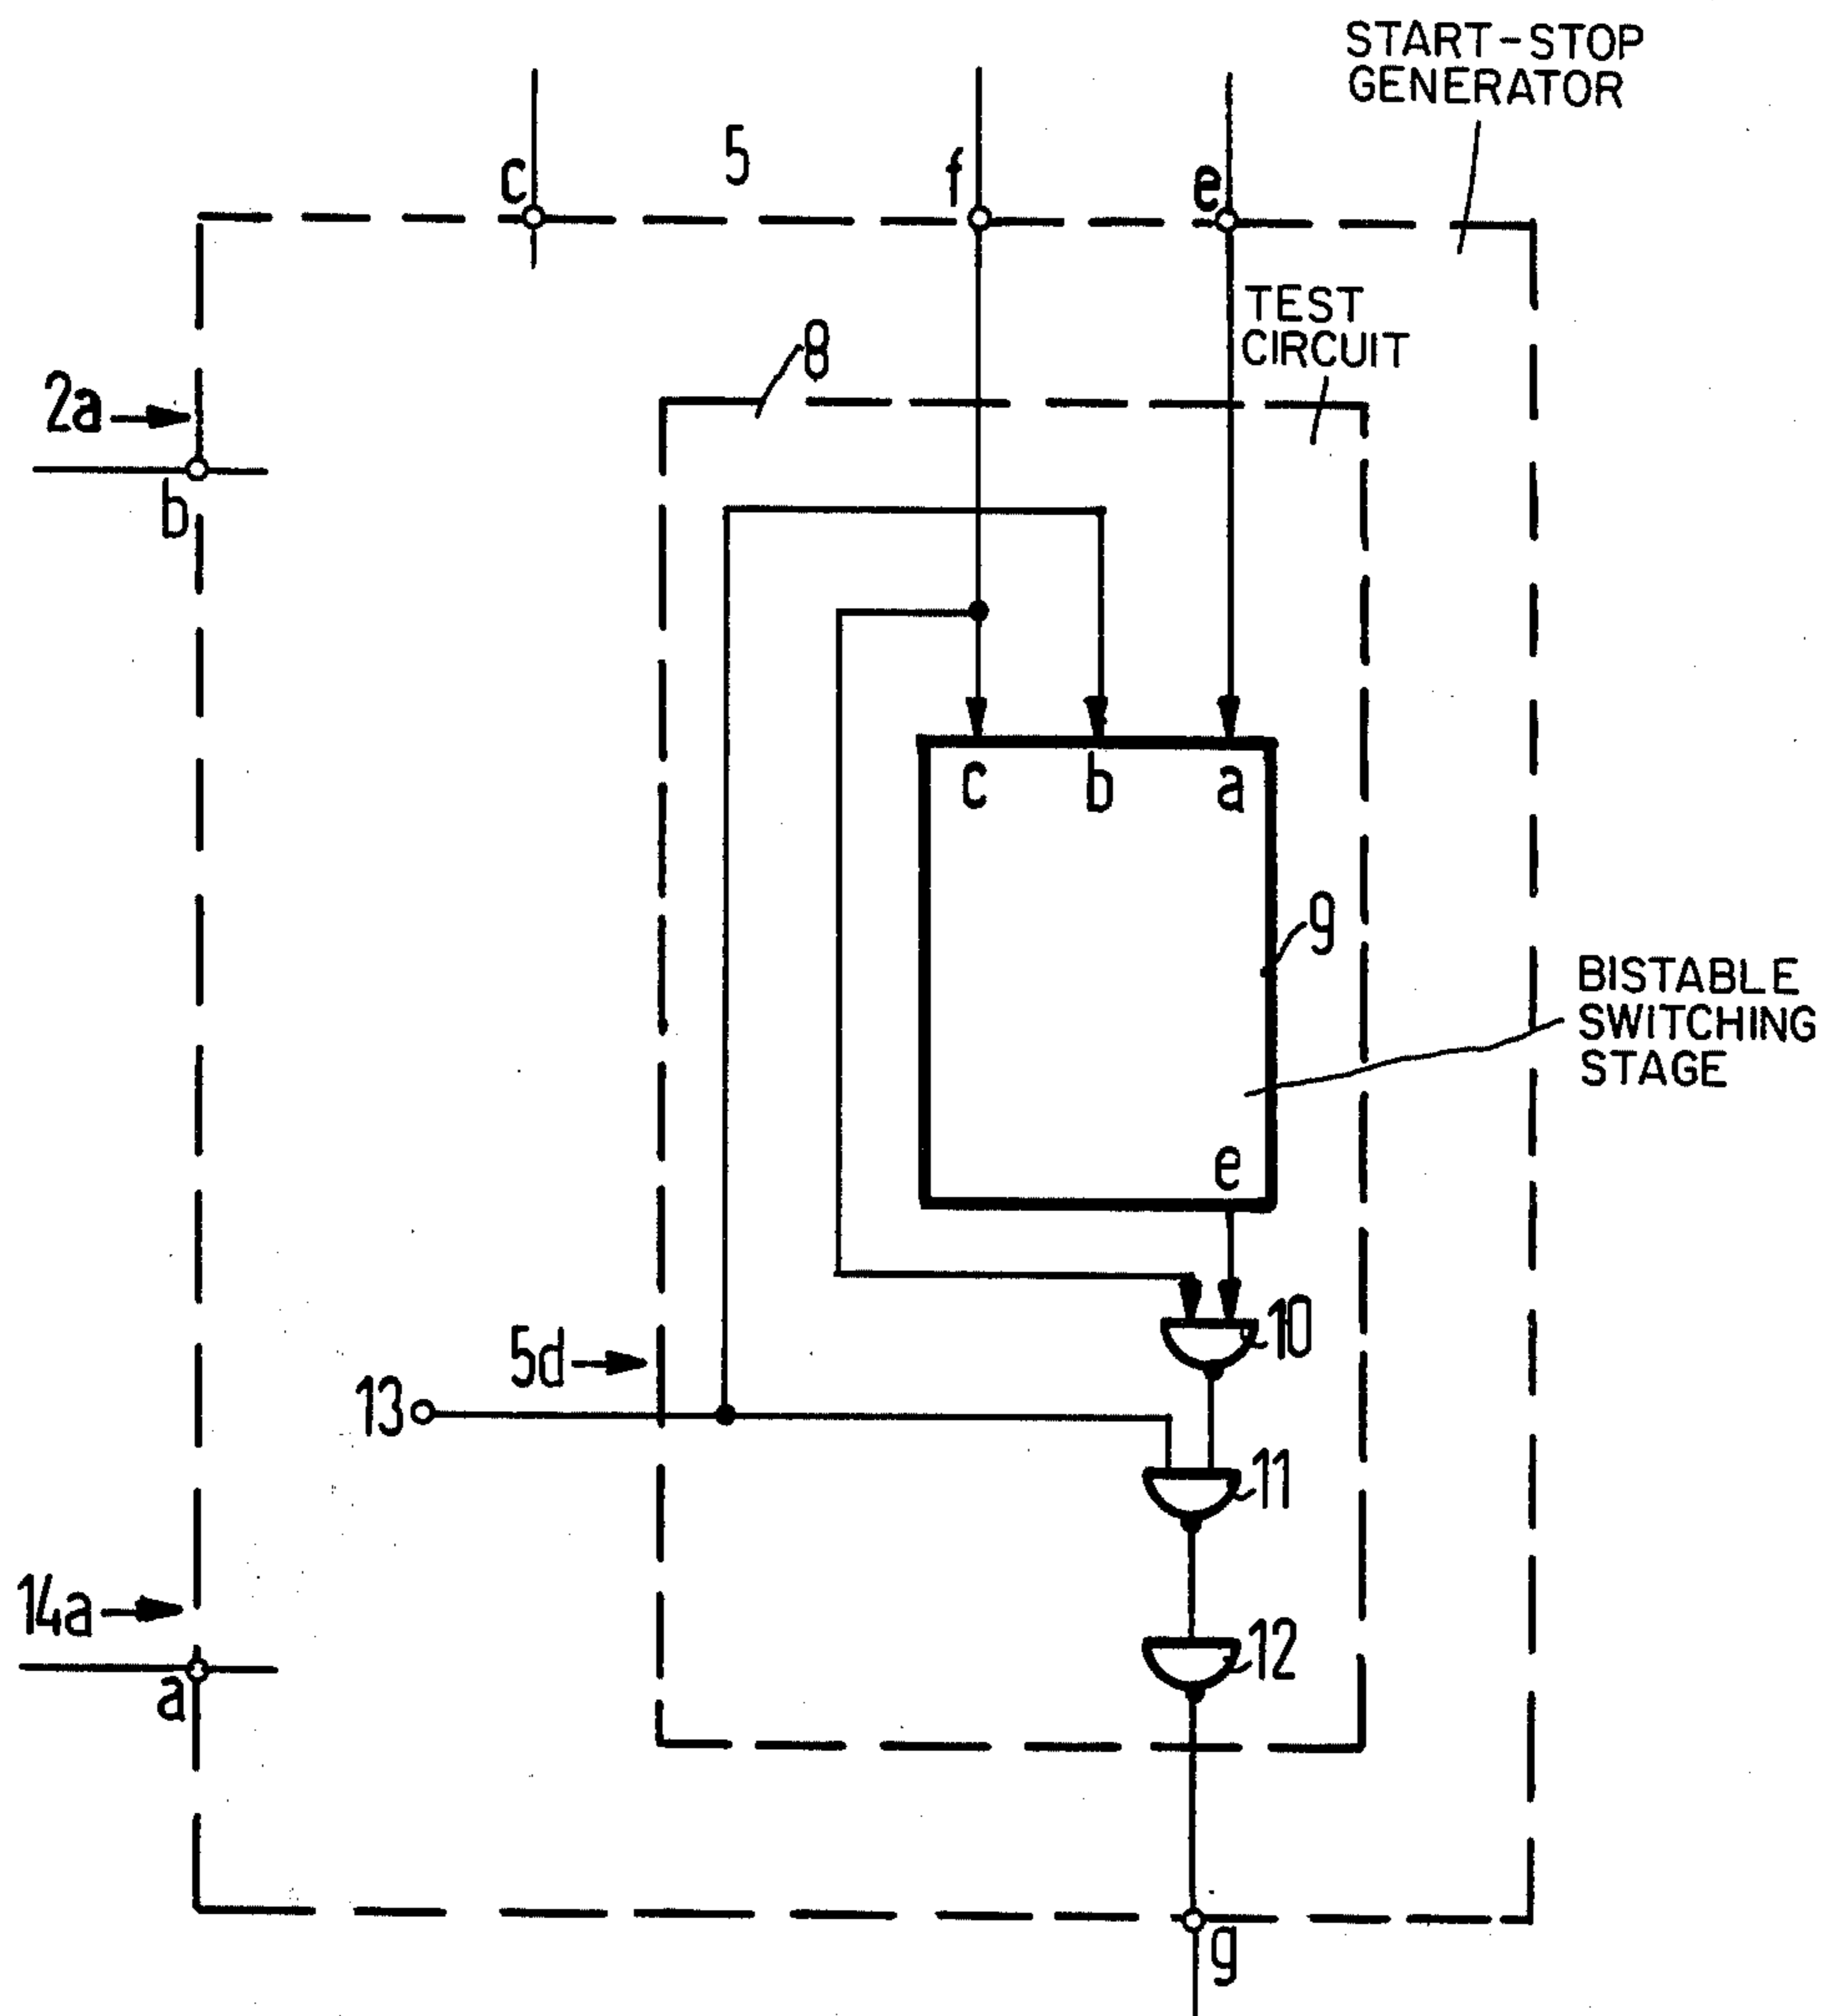 START-STOP
GENERATOR
c
5
f
e
TEST
CIRCUIT
8
2a
b
c
b
a
9
BISTABLE
SWITCHING
STAGE
e
10
5d
13
11
14a
12
a
g